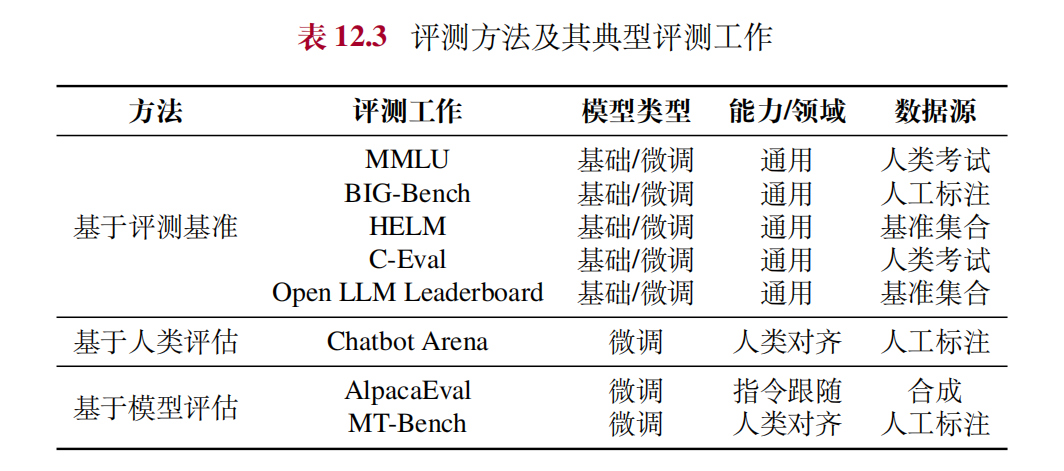 表 12.3 评测方法及其典型评测工作
方法 评测工作 模型类型 能力/领域 数据源
MMLU 基础/微调 通用 人类考试
BIG-Bench 基础/微调 通用 人工标注
基于评测基准 HELM 基础/微调 通用 基准集合
C-Eval 基础/微调 通用 人类考试
Open LLM Leaderboard 基础/微调 通用 基准集合
基于人类评估 Chatbot Arena 微调 人类对齐 人工标注
基于模型评估 AlpacaEval 微调 指令跟随 合成
MT-Bench 微调 人类对齐 人工标注